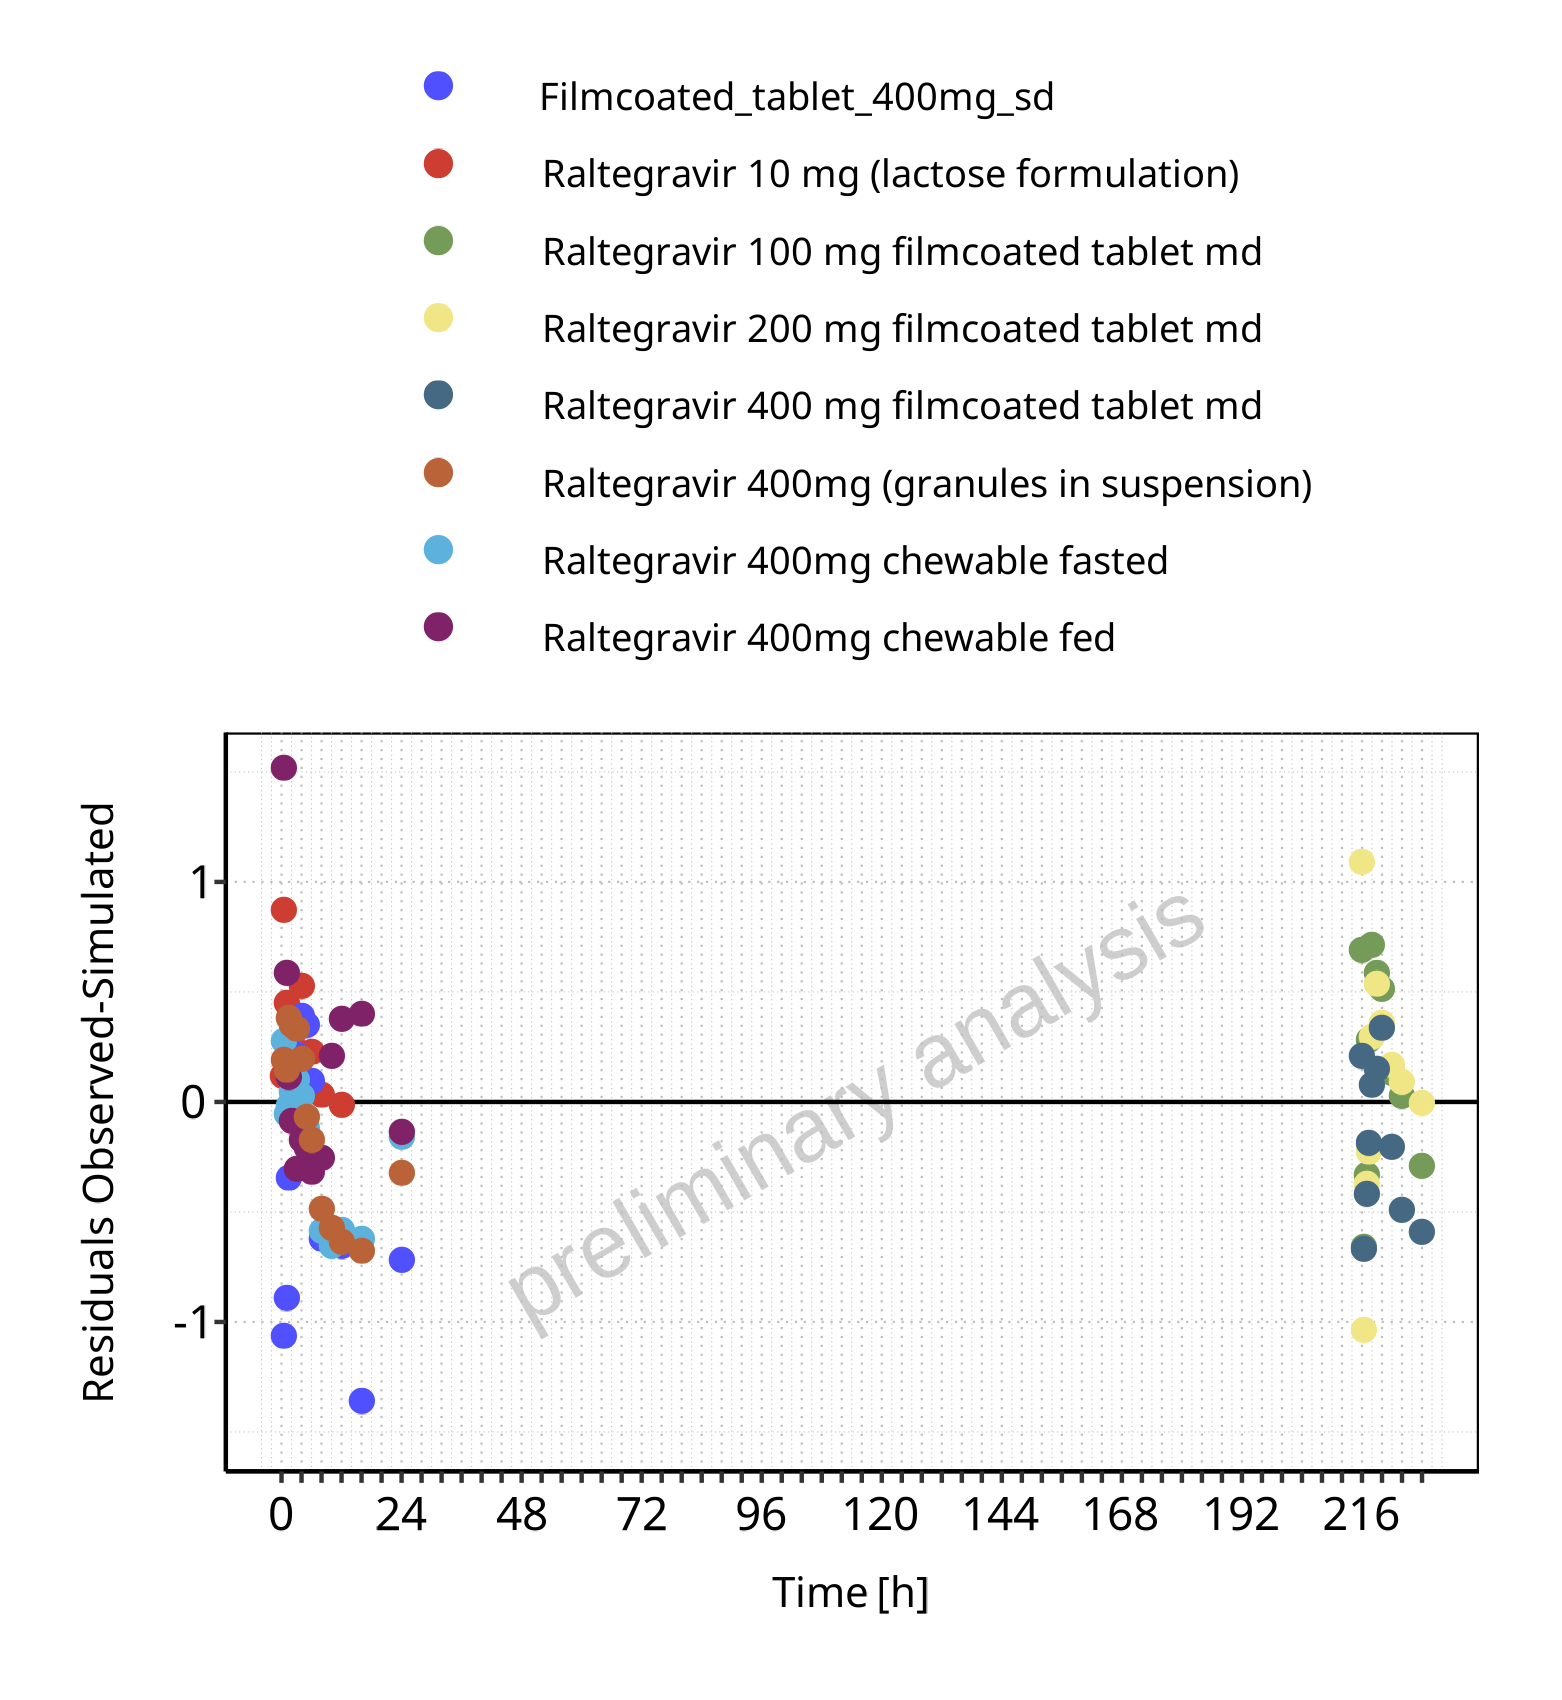 Filmcoated_tablet_400mg_sd
Raltegravir 10 mg (lactose formulation)
Raltegravir 100 mg filmcoated tablet md
Raltegravir 200 mg filmcoated tablet md
Raltegravir 400 mg filmcoated tablet md
Raltegravir 400mg (granules in suspension)
Raltegravir 400mg chewable fasted
Raltegravir 400mg chewable fed
Residuals Observed-Simulated
1
0
-1
preliminary analysis
0 24 48 72 96 120 144 168 192 216
Time [h]